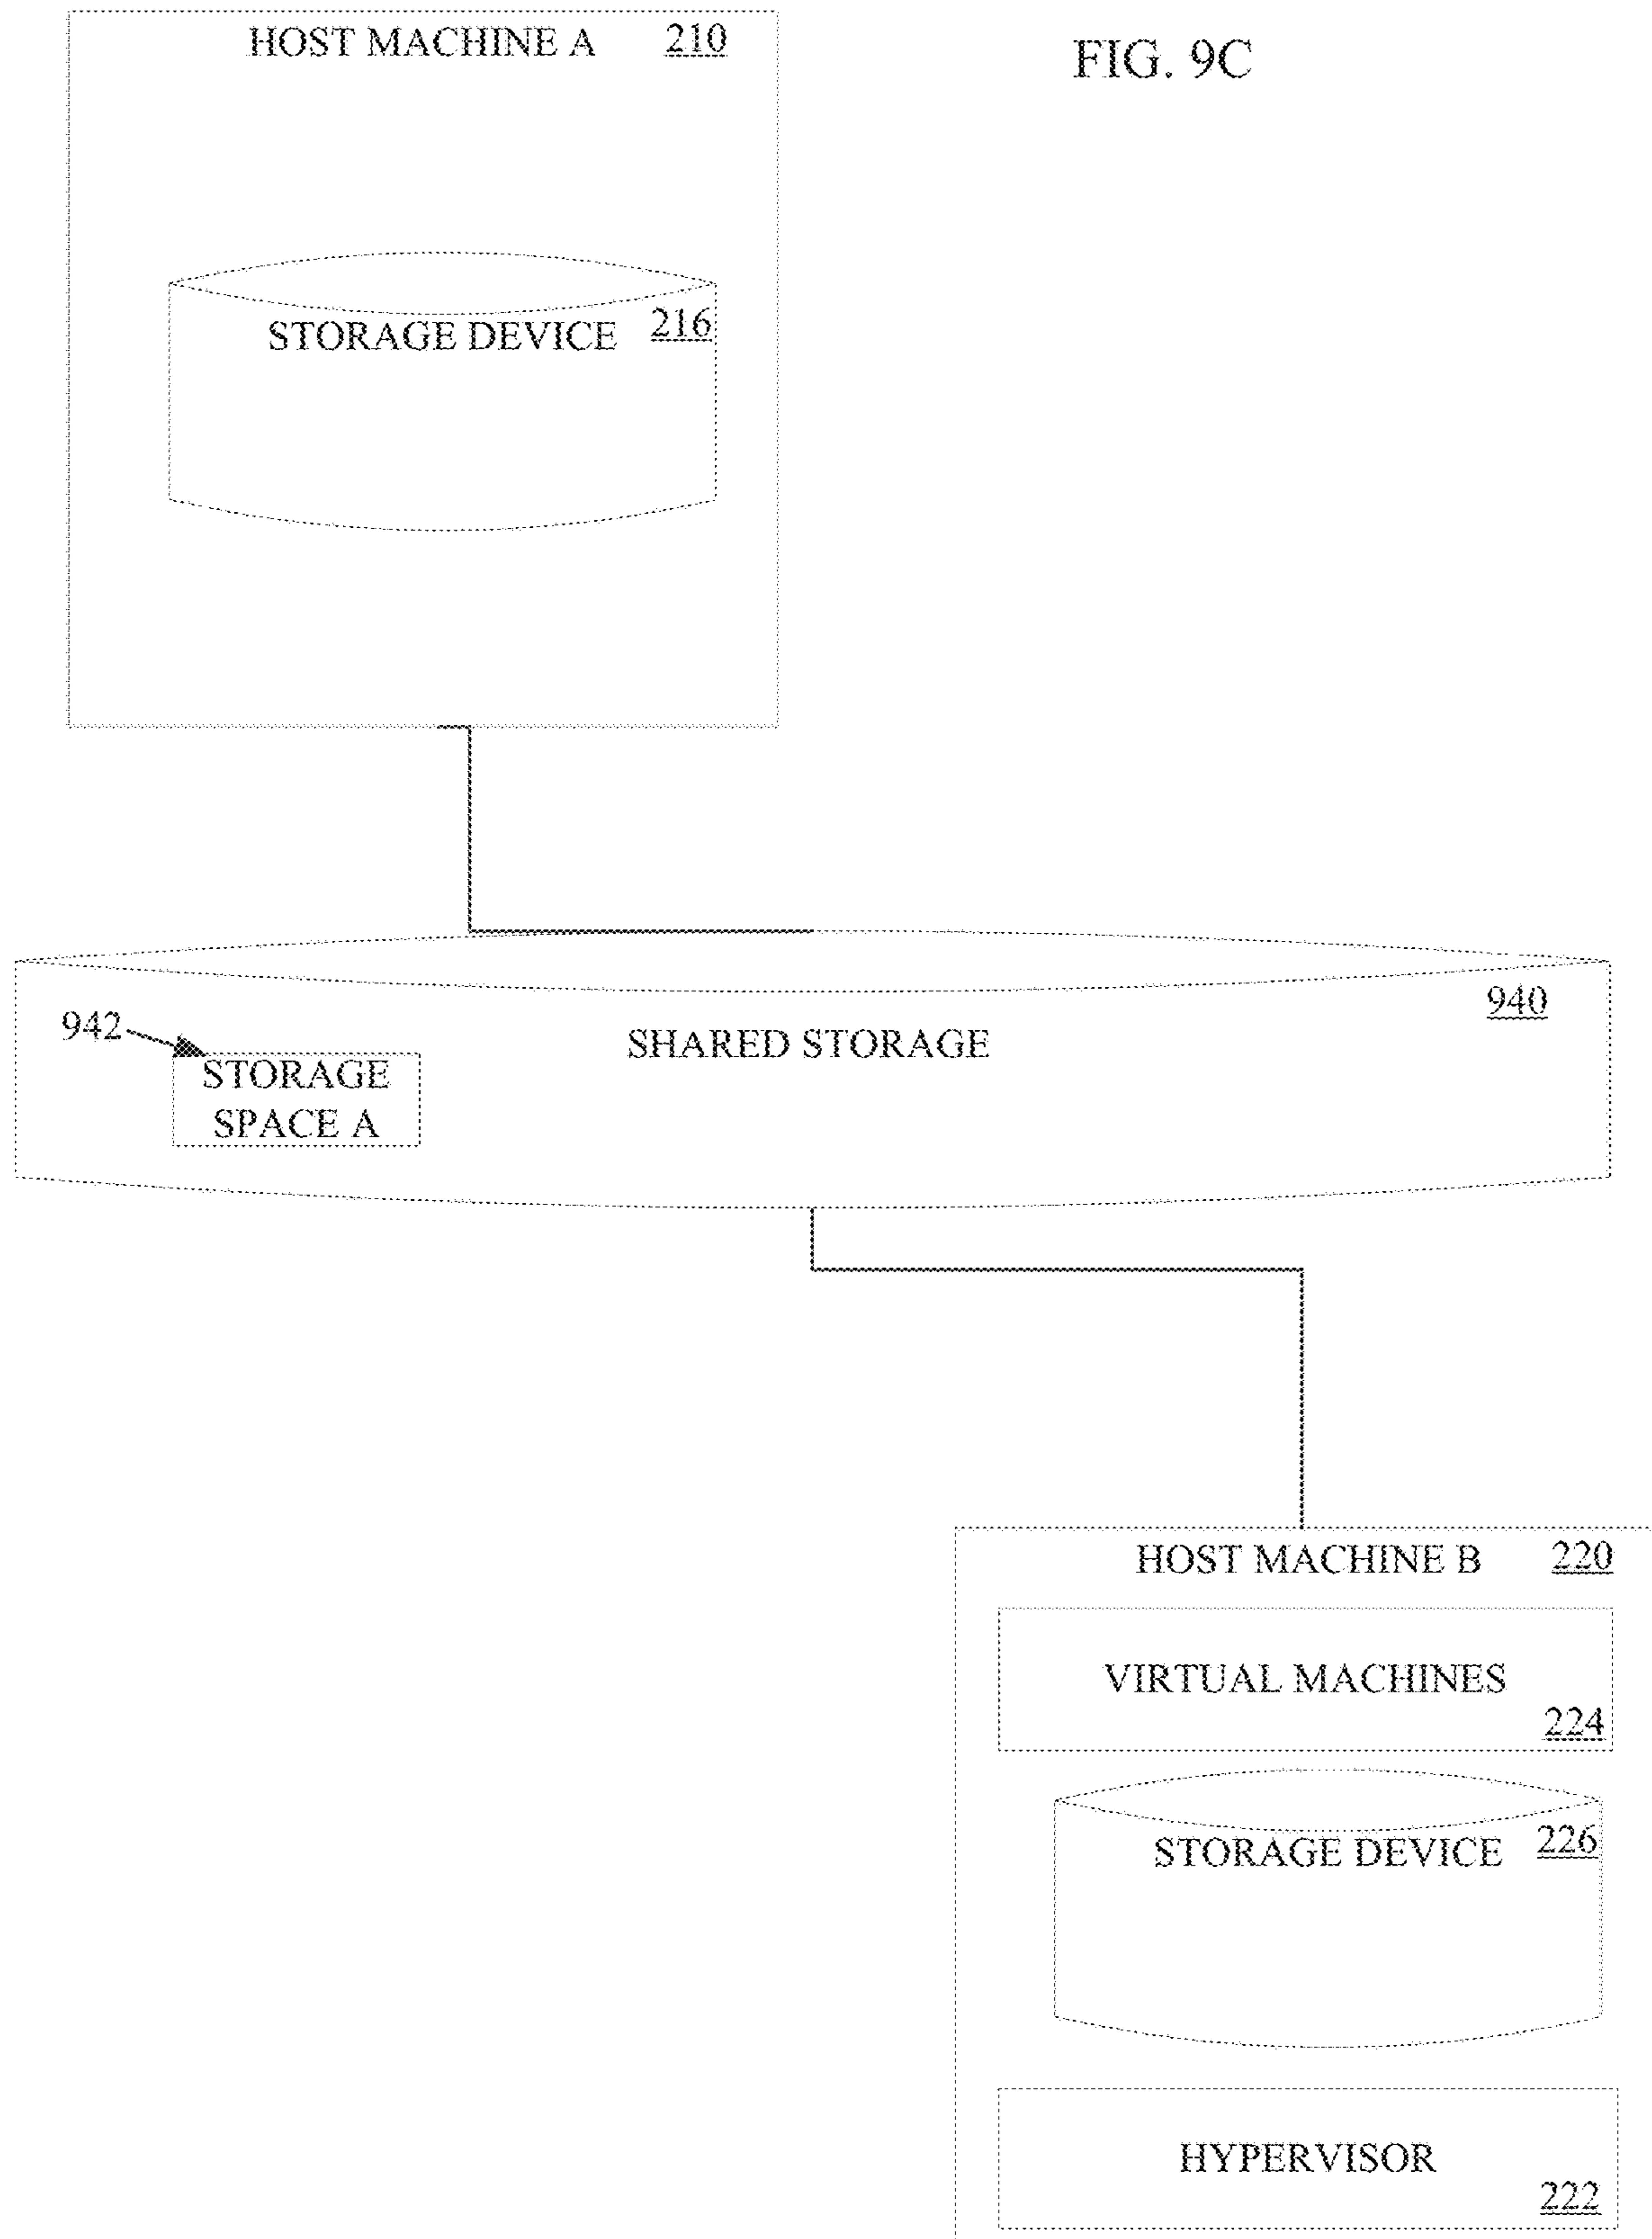 HOST MACHINE A 210
FIG. 9C
STORAGE DEVICE 216
940
942
SHARED STORAGE
STORAGE
SPACE A
HOST MACHINE B 220
VIRTUAL MACHINES
224
STORAGE DEVICE 226
HYPERVISOR
222